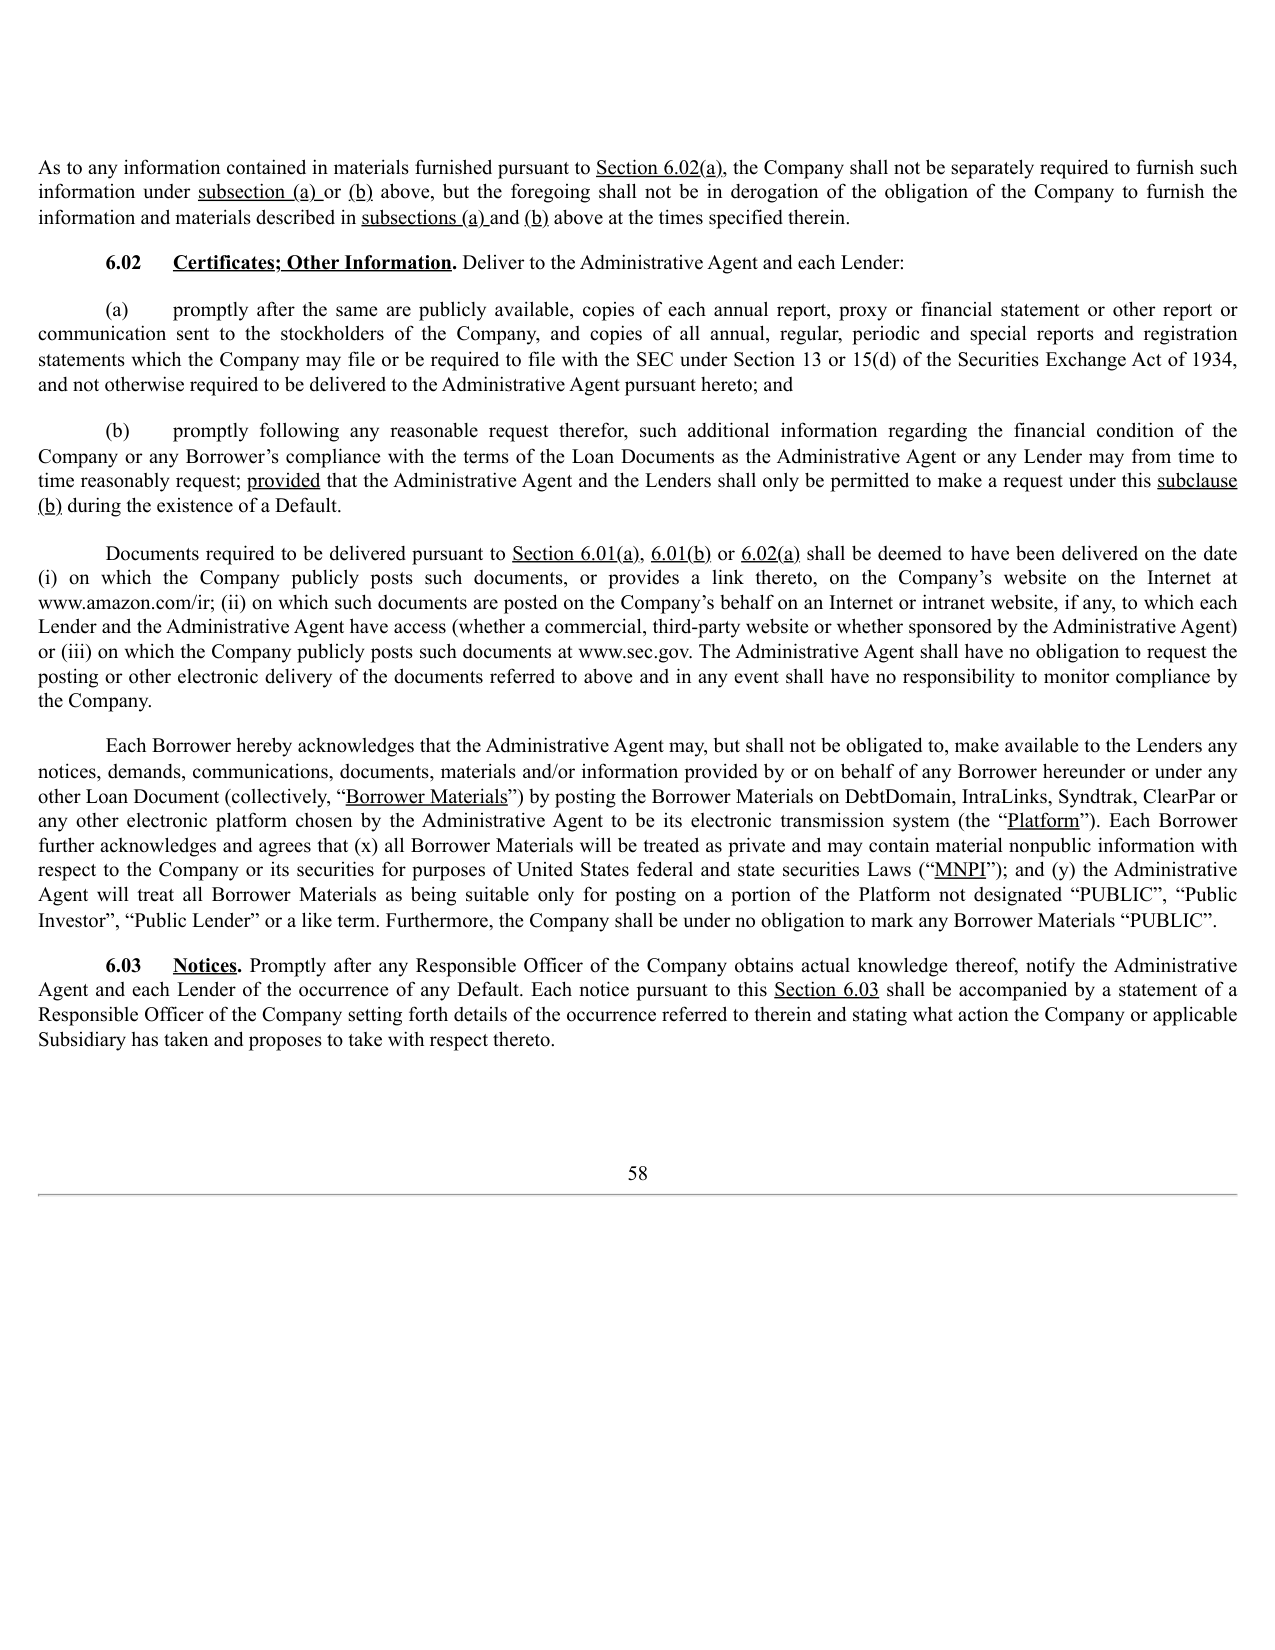 As to any information contained in materials furnished pursuant to Section 6.02(a), the Company shall not be separately required to furnish such
information under subsection (a) or (b) above, but the foregoing shall not be in derogation of the obligation of the Company to furnish the
information and materials described in subsections (a) and (b) above at the times specified therein.
6.02 Certificates; Other Information. Deliver to the Administrative Agent and each Lender:
(a) promptly after the same are publicly available, copies of each annual report, proxy or financial statement or other report or
communication sent to the stockholders of the Company, and copies of all annual, regular, periodic and special reports and registration
statements which the Company may file or be required to file with the SEC under Section 13 or 15(d) of the Securities Exchange Act of 1934,
and not otherwise required to be delivered to the Administrative Agent pursuant hereto; and
(b) promptly following any reasonable request therefor, such additional information regarding the financial condition of the
Company or any Borrower’s compliance with the terms of the Loan Documents as the Administrative Agent or any Lender may from time to
time reasonably request; provided that the Administrative Agent and the Lenders shall only be permitted to make a request under this subclause
(b) during the existence of a Default.
Documents required to be delivered pursuant to Section 6.01(a), 6.01(b) or 6.02(a) shall be deemed to have been delivered on the date
(i) on which the Company publicly posts such documents, or provides a link thereto, on the Company’s website on the Internet at
www.amazon.com/ir; (ii) on which such documents are posted on the Company’s behalf on an Internet or intranet website, if any, to which each
Lender and the Administrative Agent have access (whether a commercial, third-party website or whether sponsored by the Administrative Agent)
or (iii) on which the Company publicly posts such documents at www.sec.gov. The Administrative Agent shall have no obligation to request the
posting or other electronic delivery of the documents referred to above and in any event shall have no responsibility to monitor compliance by
the Company.
Each Borrower hereby acknowledges that the Administrative Agent may, but shall not be obligated to, make available to the Lenders any
notices, demands, communications, documents, materials and/or information provided by or on behalf of any Borrower hereunder or under any
other Loan Document (collectively, “Borrower Materials”) by posting the Borrower Materials on DebtDomain, IntraLinks, Syndtrak, ClearPar or
any other electronic platform chosen by the Administrative Agent to be its electronic transmission system (the “Platform”). Each Borrower
further acknowledges and agrees that (x) all Borrower Materials will be treated as private and may contain material nonpublic information with
respect to the Company or its securities for purposes of United States federal and state securities Laws (“MNPI”); and (y) the Administrative
Agent will treat all Borrower Materials as being suitable only for posting on a portion of the Platform not designated “PUBLIC”, “Public
Investor”, “Public Lender” or a like term. Furthermore, the Company shall be under no obligation to mark any Borrower Materials “PUBLIC”.
6.03 Notices. Promptly after any Responsible Officer of the Company obtains actual knowledge thereof, notify the Administrative
Agent and each Lender of the occurrence of any Default. Each notice pursuant to this Section 6.03 shall be accompanied by a statement of a
Responsible Officer of the Company setting forth details of the occurrence referred to therein and stating what action the Company or applicable
Subsidiary has taken and proposes to take with respect thereto.
58